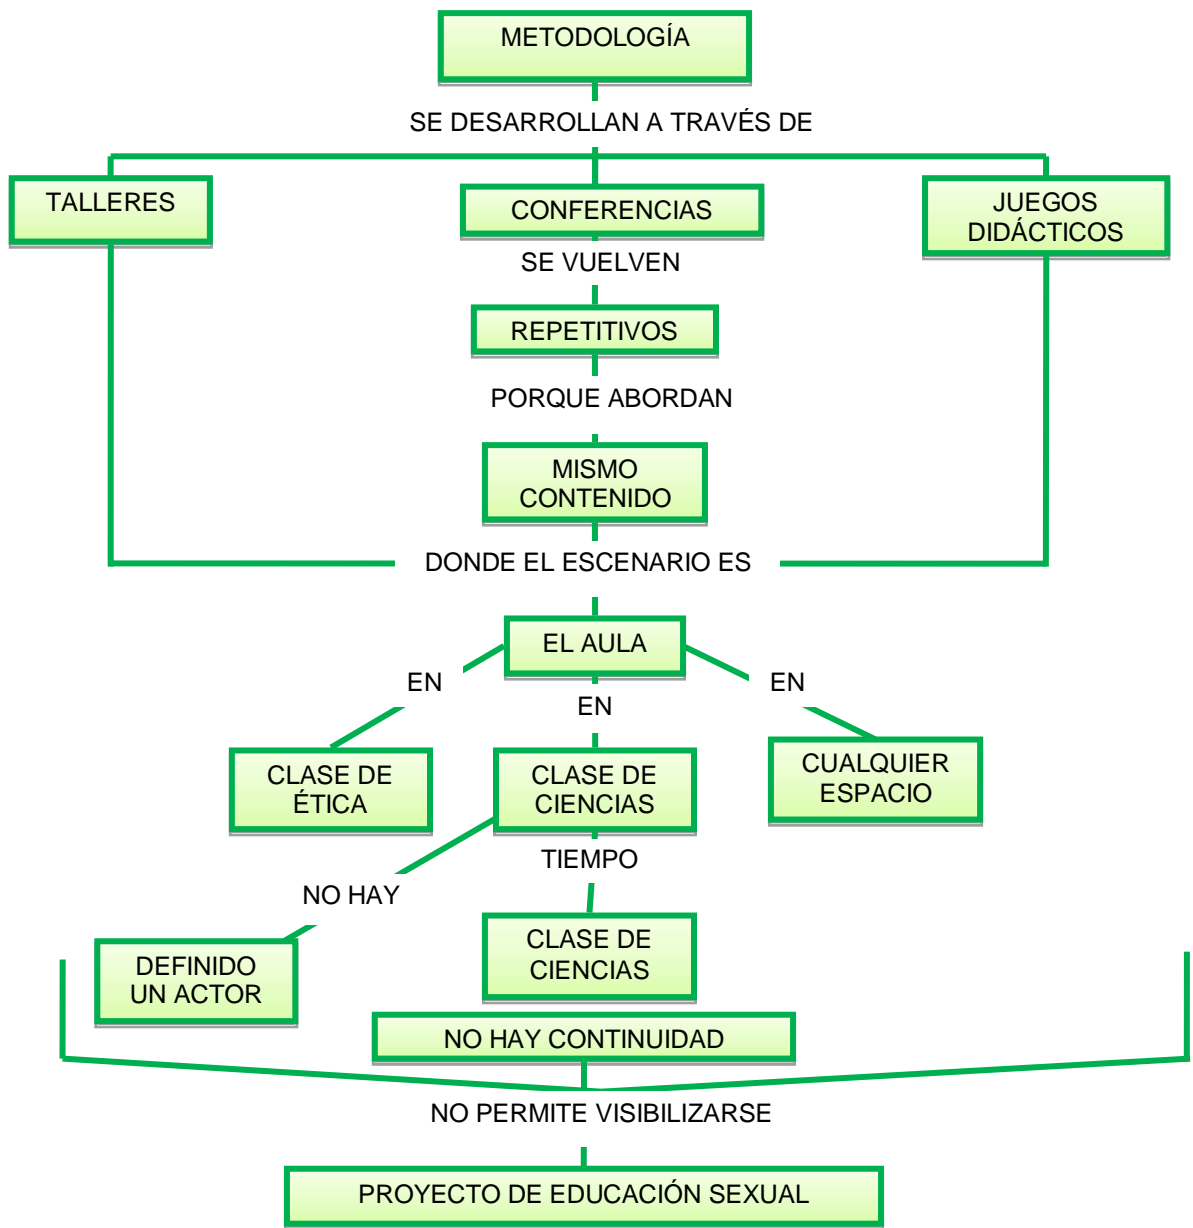 METODOLOGÍA
SE DESARROLLAN A TRAVÉS DE
TALLERES
CONFERENCIAS
JUEGOS
DIDÁCTICOS
SE VUELVEN
REPETITIVOS
PORQUE ABORDAN
MISMO
CONTENIDO
DONDE EL ESCENARIO ES
EL AULA
EN
EN
EN
CLASE DE
ÉTICA
CLASE DE
CIENCIAS
CUALQUIER
ESPACIO
TIEMPO
NO HAY
CLASE DE
CIENCIAS
DEFINIDO
UN ACTOR
NO HAY CONTINUIDAD
NO PERMITE VISIBILIZARSE
PROYECTO DE EDUCACIÓN SEXUAL